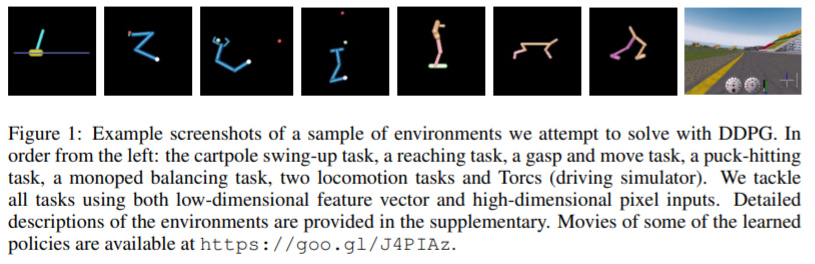 Figure 1: Example screenshots of a sample of environments we attempt to solve with DDPG. In
order from the left: the cartpole swing-up task, a reaching task, a gasp and move task, a puck-hitting
task, a monoped balancing task, two locomotion tasks and Torcs (driving simulator). We tackle
all tasks using both low-dimensional feature vector and high-dimensional pixel inputs. Detailed
descriptions of the environments are provided in the supplementary. Movies of some of the learned
policies are available at https://goo.gl/J4PIAz.